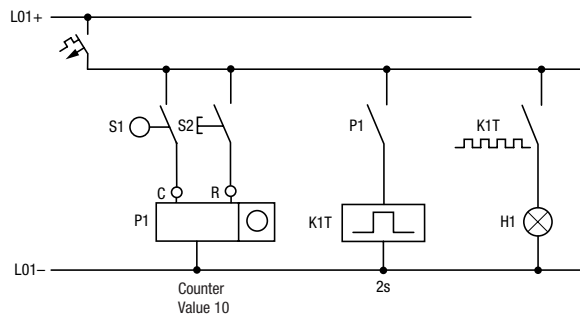 L01+
S1
S2
P1
K1T
C
R
P1
K1T
H1
L01–
Counter
Value 10
2s